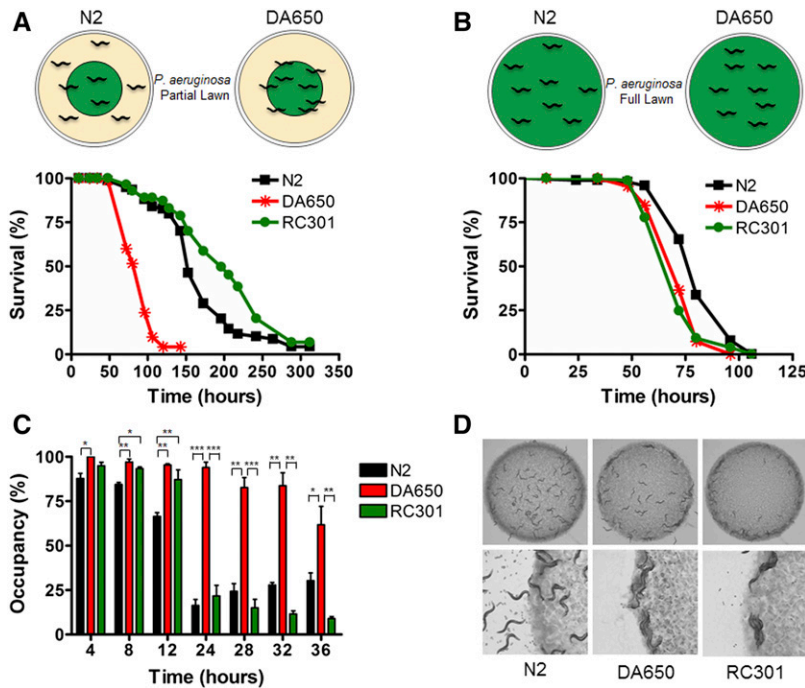 A
N2
DA650
P. aeruginosa
Partial Lawn
N2
DA650
RC301
Survival (%)
100
75
50
25
0
0 50 100 150 200 250 300 350
Time (hours)
B
N2
DA650
P. aeruginosa
Full Lawn
N2
DA650
RC301
Survival (%)
100
75
50
25
0
0 25 50 75 100 125
Time (hours)
C
Occupancy (%)
100
75
50
25
0
* ** * ** ** *** *** ** *** ** ** * **
N2
DA650
RC301
4 8 12 24 28 32 36
Time (hours)
D
N2 DA650 RC301